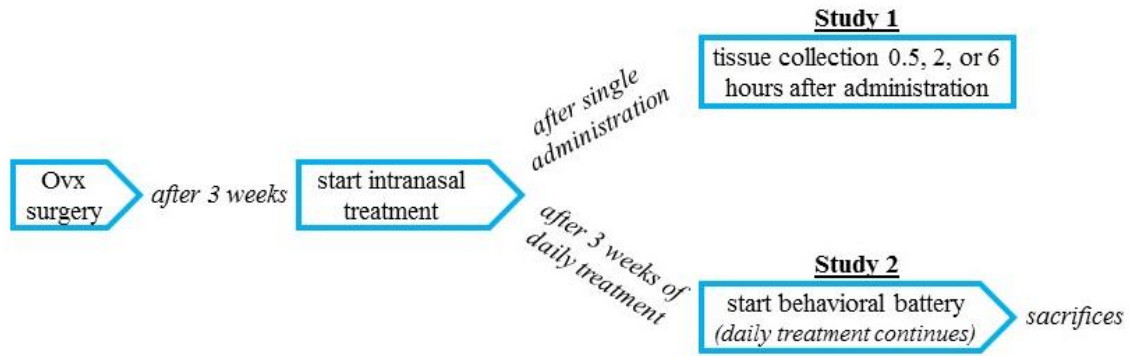 Ovx
surgery
after 3 weeks
start intranasal
treatment
after single
administration
Study 1
tissue collection 0.5, 2, or 6
hours after administration
after 3 weeks of
daily treatment
Study 2
start behavioral battery
(daily treatment continues)
sacrifices